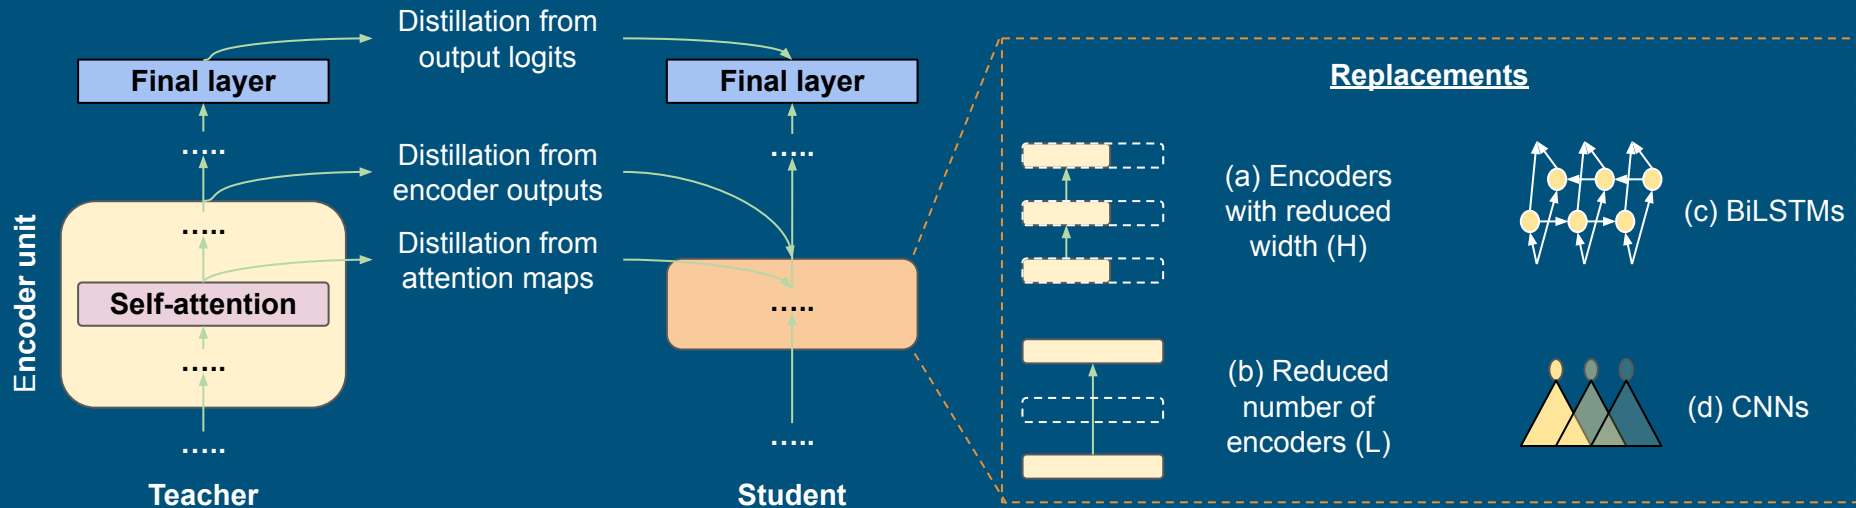 Distillation from
output logits
Final layer
Final layer
…..
…..
Distillation from
encoder outputs
Encoder unit
…..
Distillation from
attention maps
Self-attention
…..
…..
…..
…..
Teacher
Student
Replacements
(a) Encoders
with reduced
width (H)
(c) BiLSTMs
(b) Reduced
number of
encoders (L)
(d) CNNs